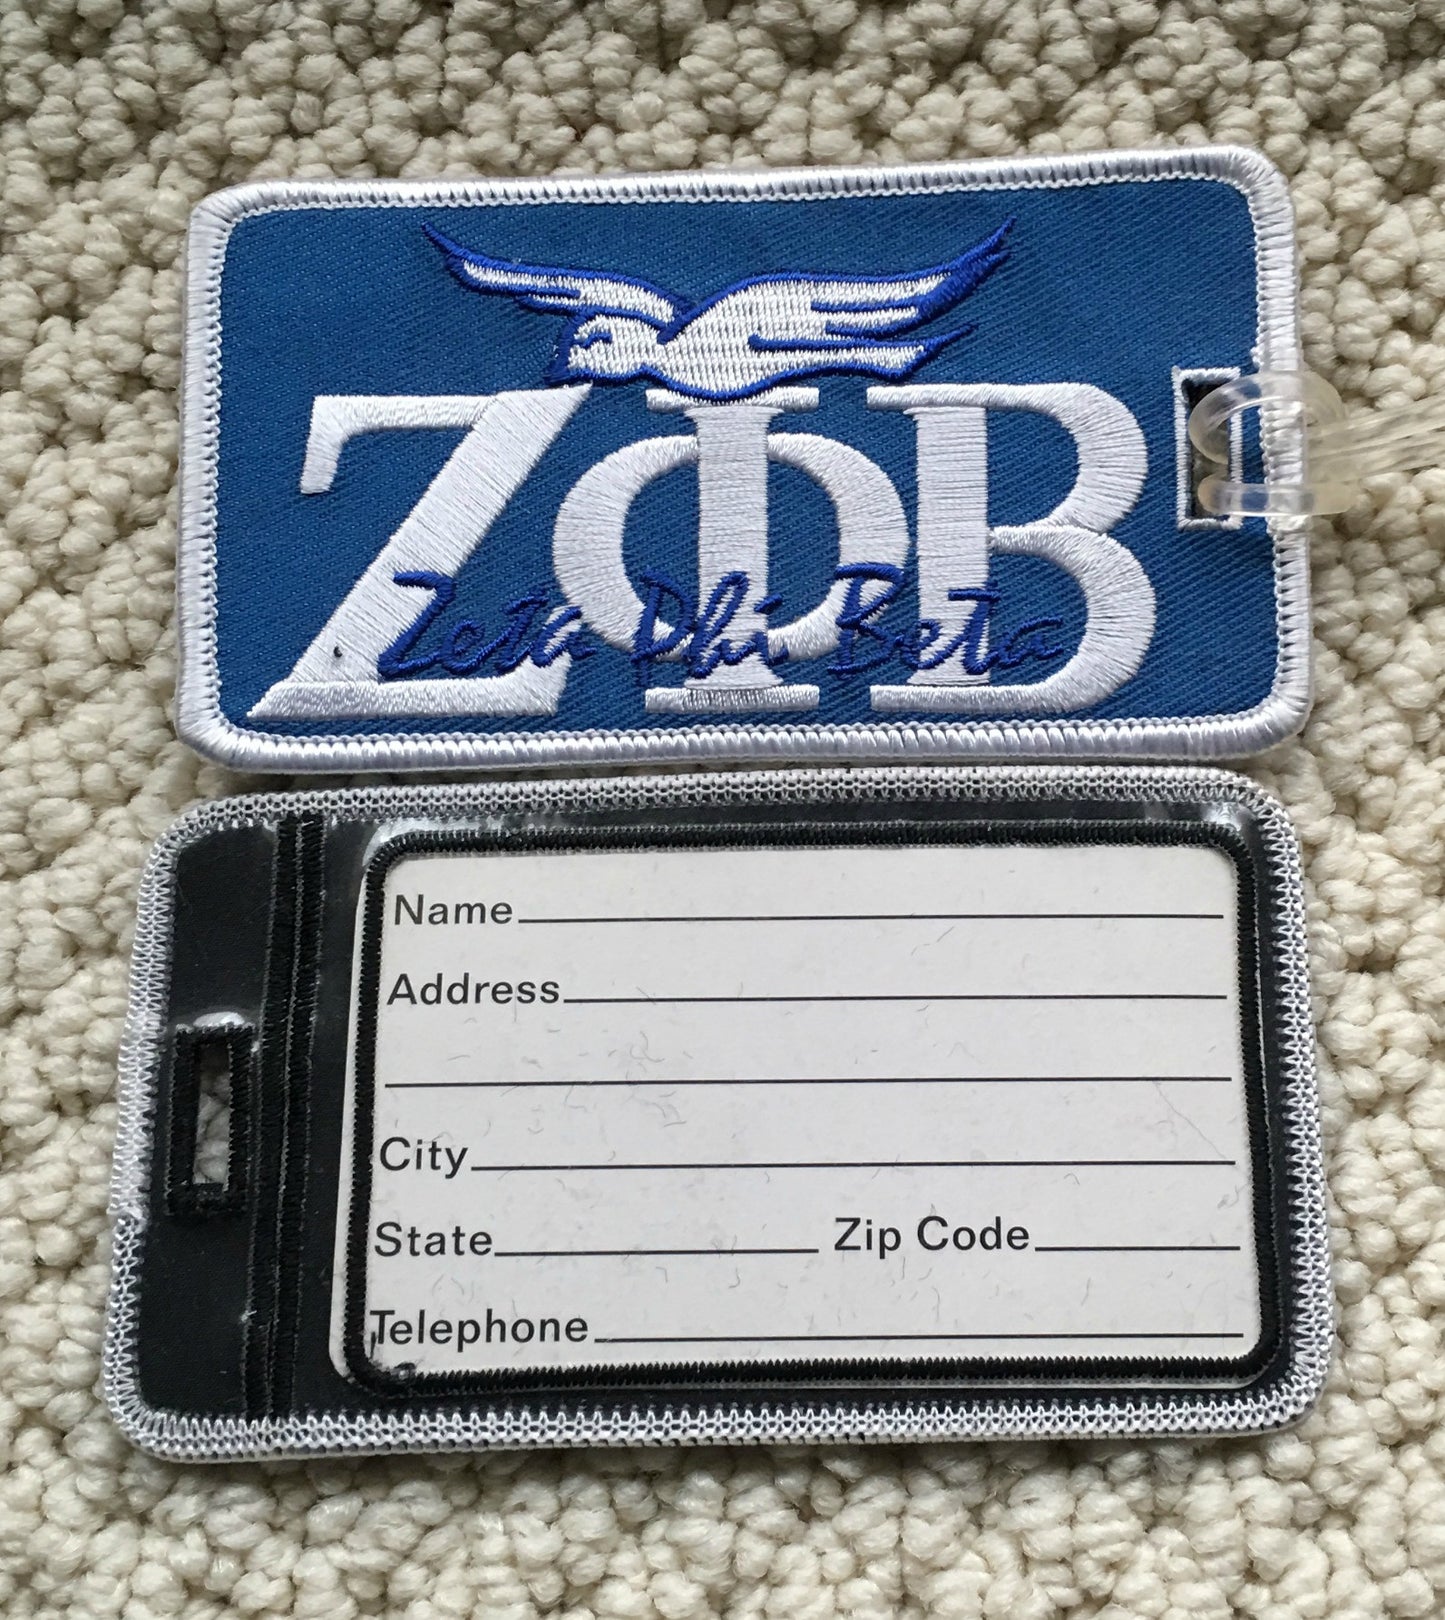 ΖΦΒ
Zeta Phi Beta
Name
Address
City
State Zip Code
Telephone